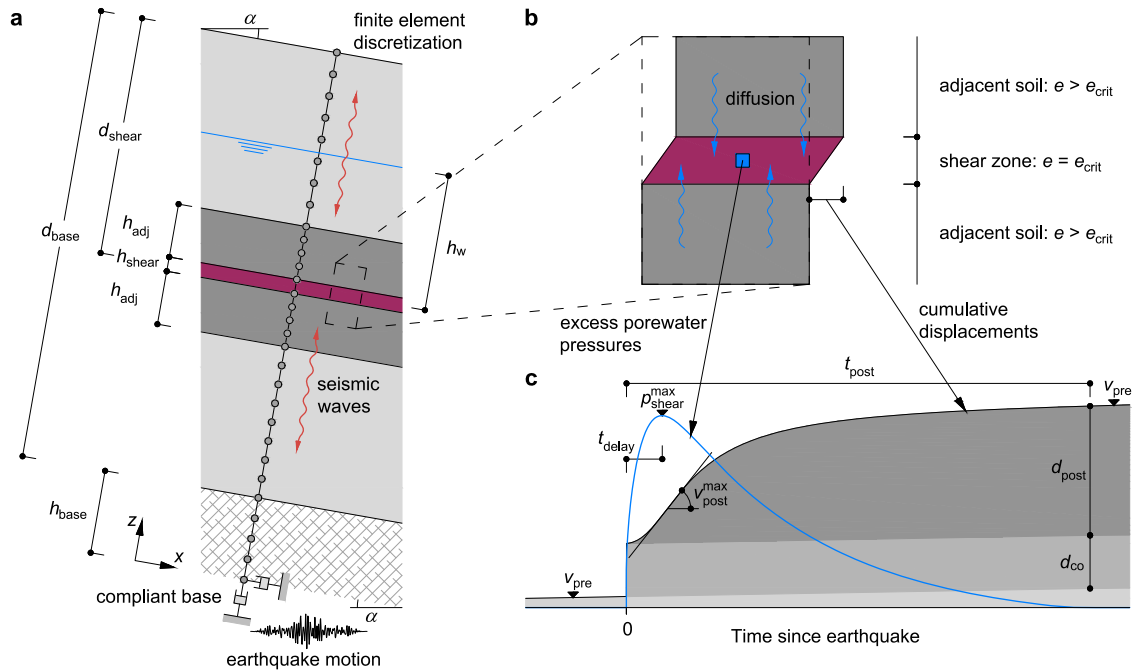 a
α
finite element
discretization
d_shear
d_base
h_adj
h_shear
h_adj
h_w
seismic
waves
h_base
z
x
compliant base
α
earthquake motion
b
diffusion
adjacent soil: e > e_crit
shear zone: e = e_crit
adjacent soil: e > e_crit
excess porewater
pressures
cumulative
displacements
c
t_post
p_shear^max
v_pre
t_delay
v_post^max
d_post
d_co
v_pre
0
Time since earthquake